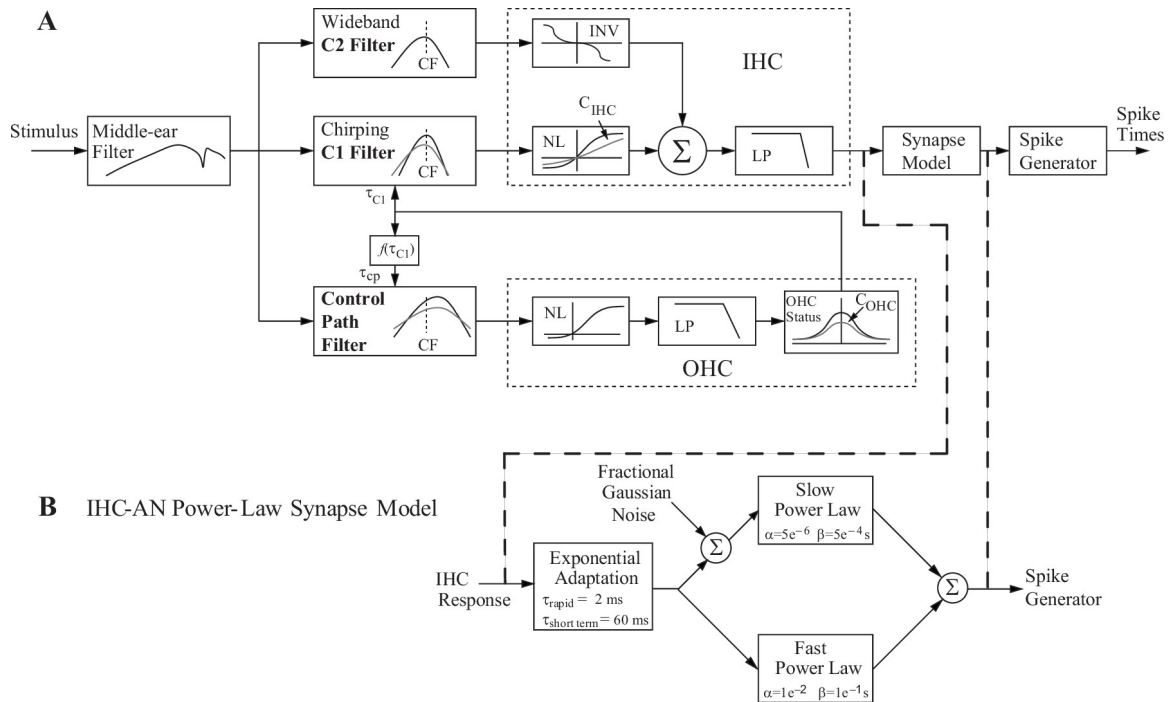 A
Wideband
C2 Filter
CF
INV
IHC
Stimulus
Middle-ear
Filter
Chirping
C1 Filter
CF
NL
C_IHC
Σ
LP
Synapse
Model
Spike
Generator
Spike
Times
τ_C1
f(τ_C1)
τ_cp
Control
Path
Filter
CF
NL
LP
OHC
Status
C_OHC
OHC
B IHC-AN Power-Law Synapse Model
Fractional
Gaussian
Noise
Σ
Slow
Power Law
α=5e⁻⁶ β=5e⁻⁴s
IHC
Response
Exponential
Adaptation
τ_rapid = 2 ms
τ_short term = 60 ms
Σ
Spike
Generator
Fast
Power Law
α=1e⁻² β=1e⁻¹s